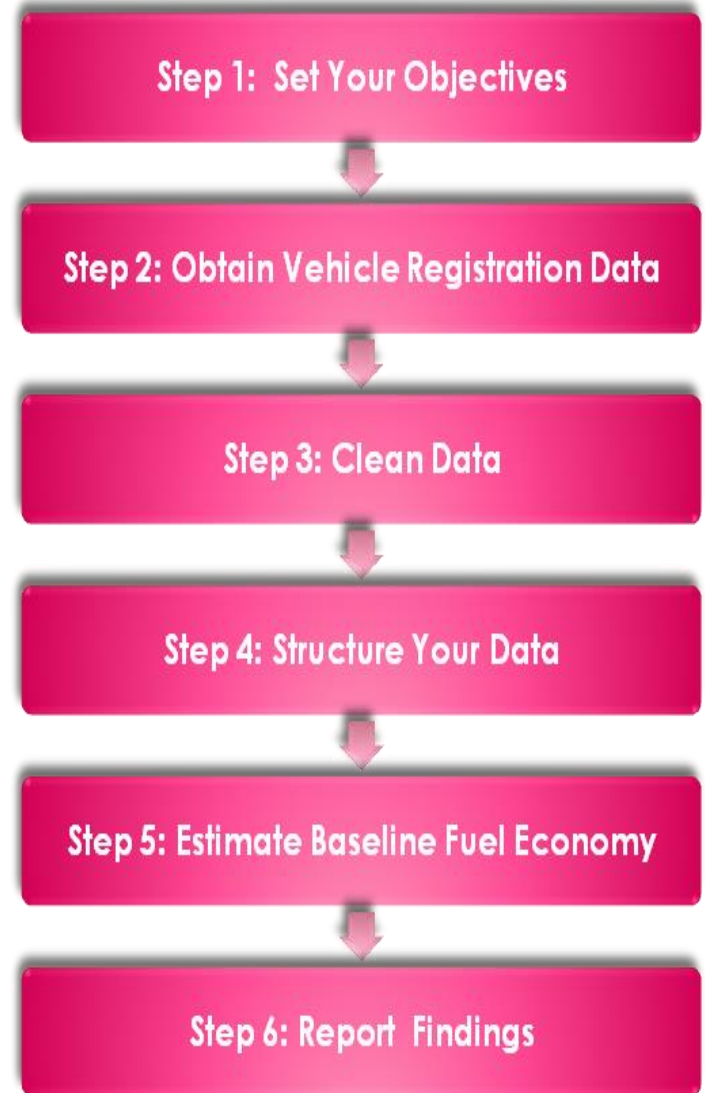 Step 1: Set Your Objectives
Step 2: Obtain Vehicle Registration Data
Step 3: Clean Data
Step 4: Structure Your Data
Step 5: Estimate Baseline Fuel Economy
Step 6: Report Findings